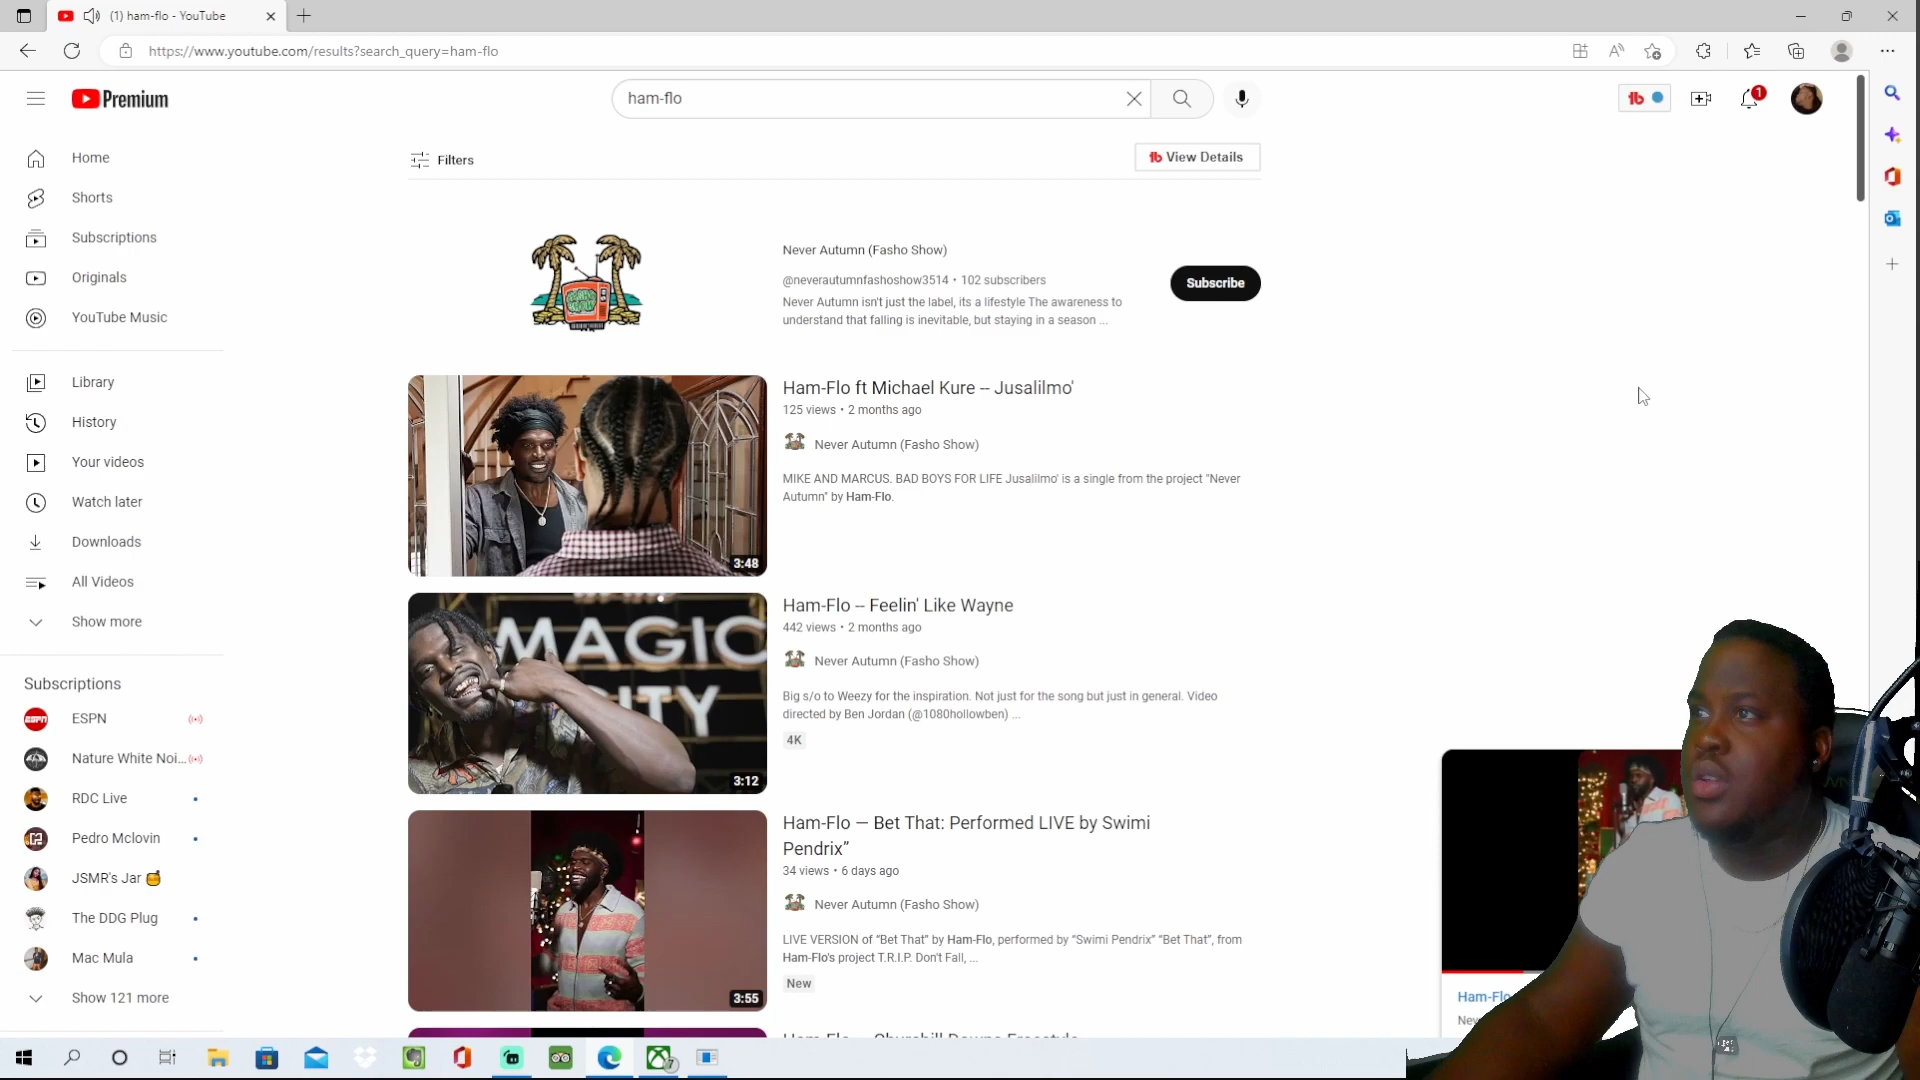 (1) ham-flo - YouTube
https://www.youtube.com/results?search_query=ham-flo
Premium
ham-flo
1
Home
Shorts
Subscriptions
Originals
YouTube Music
Library
History
Your videos
Watch later
Downloads
All Videos
Show more
Subscriptions
ESPN
Nature White Noi...
RDC Live
Pedro Mclovin
JSMR's Jar 🍯
The DDG Plug
Mac Mula
Show 121 more
Filters
View Details
Never Autumn (Fasho Show)
@neverautumnfashoshow3514 • 102 subscribers
Never Autumn isn't just the label, its a lifestyle The awareness to
understand that falling is inevitable, but staying in a season ...
Subscribe
3:48
Ham-Flo ft Michael Kure -- Jusalilmo'
125 views • 2 months ago
Never Autumn (Fasho Show)
MIKE AND MARCUS. BAD BOYS FOR LIFE Jusalilmo' is a single from the project "Never
Autumn" by Ham-Flo.
MAGIC
CITY
3:12
Ham-Flo -- Feelin' Like Wayne
442 views • 2 months ago
Never Autumn (Fasho Show)
Big s/o to Weezy for the inspiration. Not just for the song but just in general. Video
directed by Ben Jordan (@1080hollowben) ...
4K
3:55
Ham-Flo — Bet That: Performed LIVE by Swimi
Pendrix”
34 views • 6 days ago
Never Autumn (Fasho Show)
LIVE VERSION of “Bet That” by Ham-Flo, performed by “Swimi Pendrix” “Bet That”, from
Ham-Flo's project T.R.I.P. Don't Fall, ...
New
Ham-Flo
7